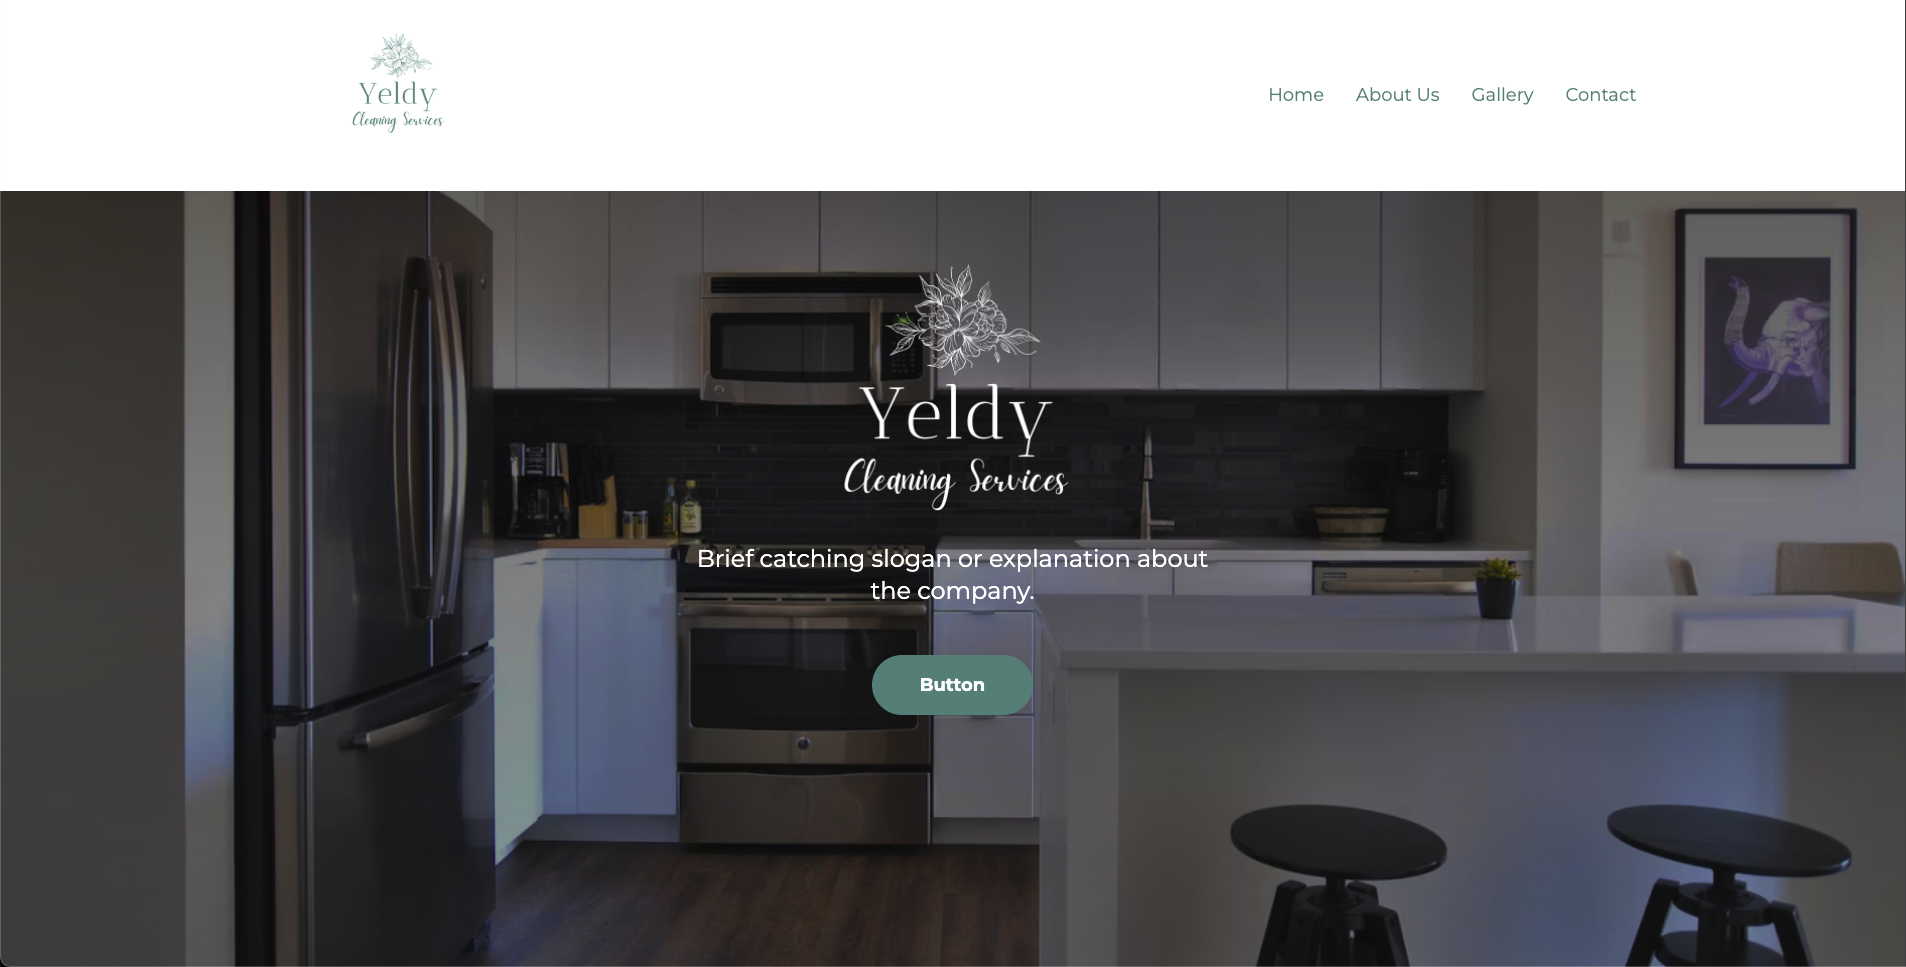 Yeldy
Cleaning Services
Home About Us Gallery Contact
Yeldy
Cleaning Services
Brief catching slogan or explanation about
the company.
Button